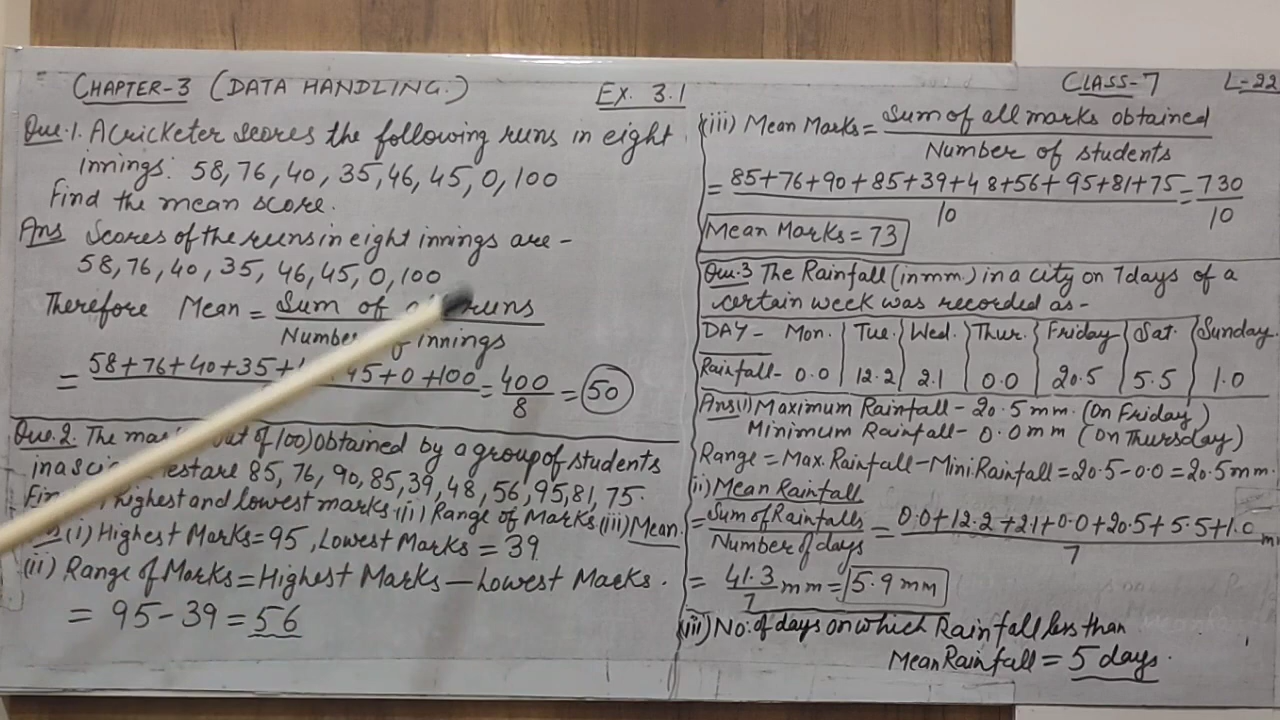 CHAPTER-3 (DATA HANDLING.)
EX. 3.1
CLASS-7
L-22
Que.1. A Cricketer scores the following runs in eight
innings: 58, 76, 40, 35, 46, 45, 0, 100
Find the mean score.
Ans Scores of the runs in eight innings are -
58, 76, 40, 35, 46, 45, 0, 100
Therefore Mean = Sum of runs
Number innings
= 58+76+40+35+ 45+0+100 = 400 = 50
8
Que.2. The out of 100) obtained by a group of students
in a are 85, 76, 90, 85, 39, 48, 56, 95, 81, 75.
highest and lowest marks (ii) Range of Marks (iii) Mean.
(i) Highest Marks = 95, Lowest Marks = 39
(ii) Range of Marks = Highest Marks — Lowest Marks.
= 95 - 39 = 56
(iii) Mean Marks = Sum of all marks obtained
Number of students
= 85+76+90+85+39+48+56+95+81+75 = 730
10 10
Mean Marks = 73
Que.3 The Rainfall (in mm.) in a city on 7 days of a
certain week was recorded as -
DAY - Mon. Tue. Wed. Thur. Friday Sat. Sunday
Rainfall - 0.0 12.2 2.1 0.0 20.5 5.5 1.0
Ans (i) Maximum Rainfall - 20.5 mm. (On Friday)
Minimum Rainfall - 0.0 mm (On Thursday)
Range = Max. Rainfall - Mini. Rainfall = 20.5 - 0.0 = 20.5 mm.
(ii) Mean Rainfall
= Sum of Rainfalls = 0.0+12.2+2.1+0.0+20.5+5.5+1.0
Number of days 7
= 41.3 mm = 5.9 mm
7
(iii) No. of days on which Rainfall less than
Mean Rainfall = 5 days.